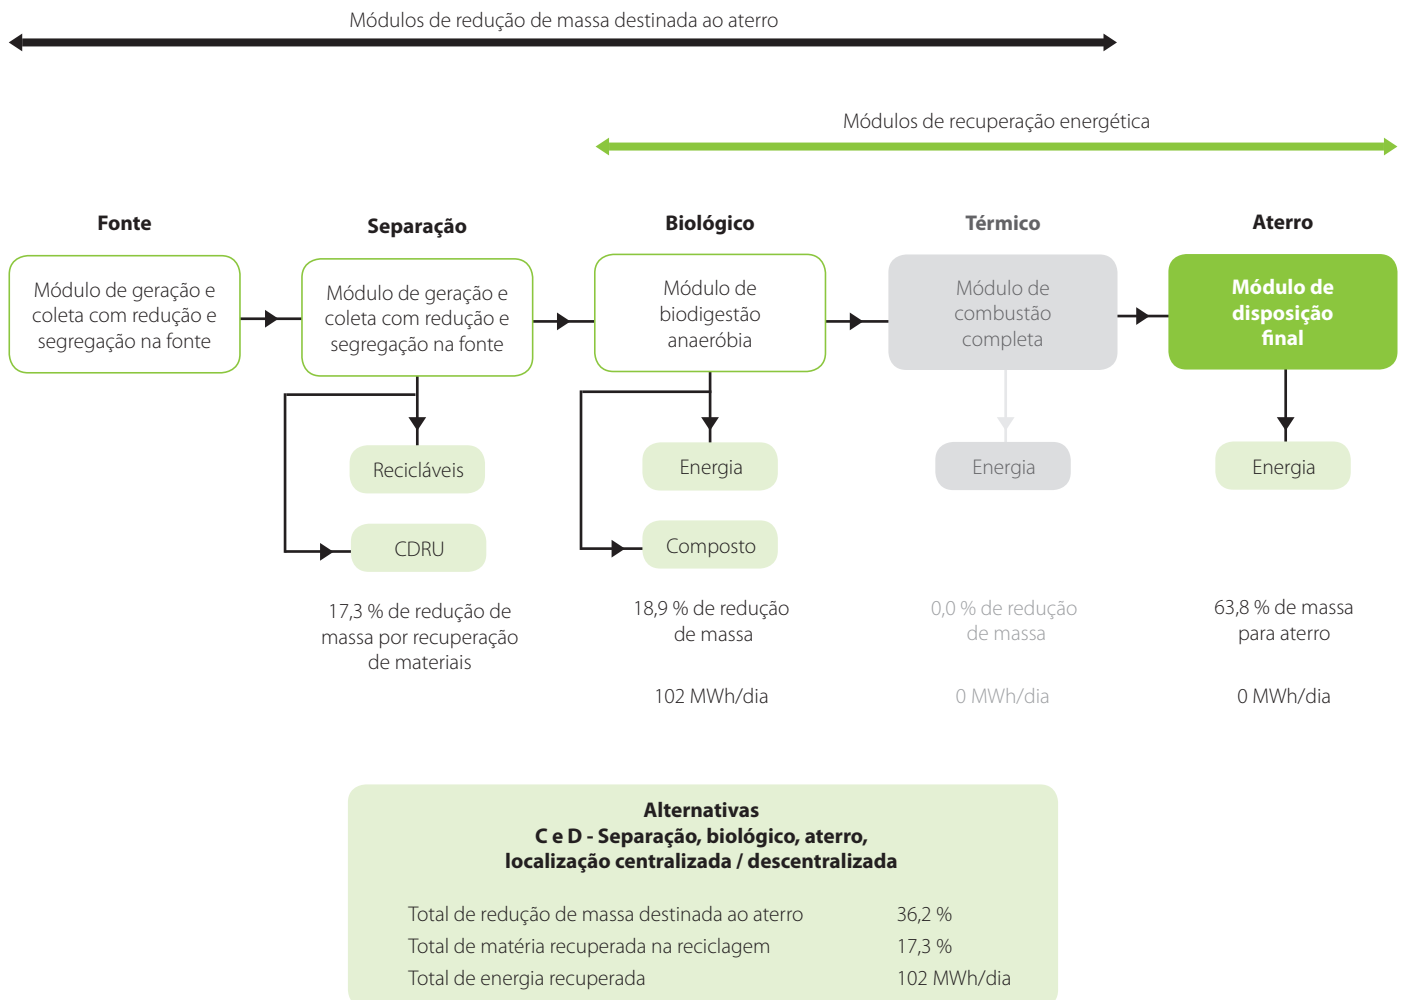 Módulos de redução de massa destinada ao aterro
Módulos de recuperação energética
Fonte
Separação
Biológico
Térmico
Aterro
Módulo de geração e
coleta com redução e
segregação na fonte
Módulo de geração e
coleta com redução e
segregação na fonte
Módulo de
biodigestão
anaeróbia
Módulo de
combustão
completa
Módulo de
disposição
final
Recicláveis
CDRU
Energia
Composto
Energia
Energia
17,3 % de redução de
massa por recuperação
de materiais
18,9 % de redução
de massa
102 MWh/dia
0,0 % de redução
de massa
0 MWh/dia
63,8 % de massa
para aterro
0 MWh/dia
Alternativas
C e D - Separação, biológico, aterro,
localização centralizada / descentralizada
Total de redução de massa destinada ao aterro 36,2 %
Total de matéria recuperada na reciclagem 17,3 %
Total de energia recuperada 102 MWh/dia